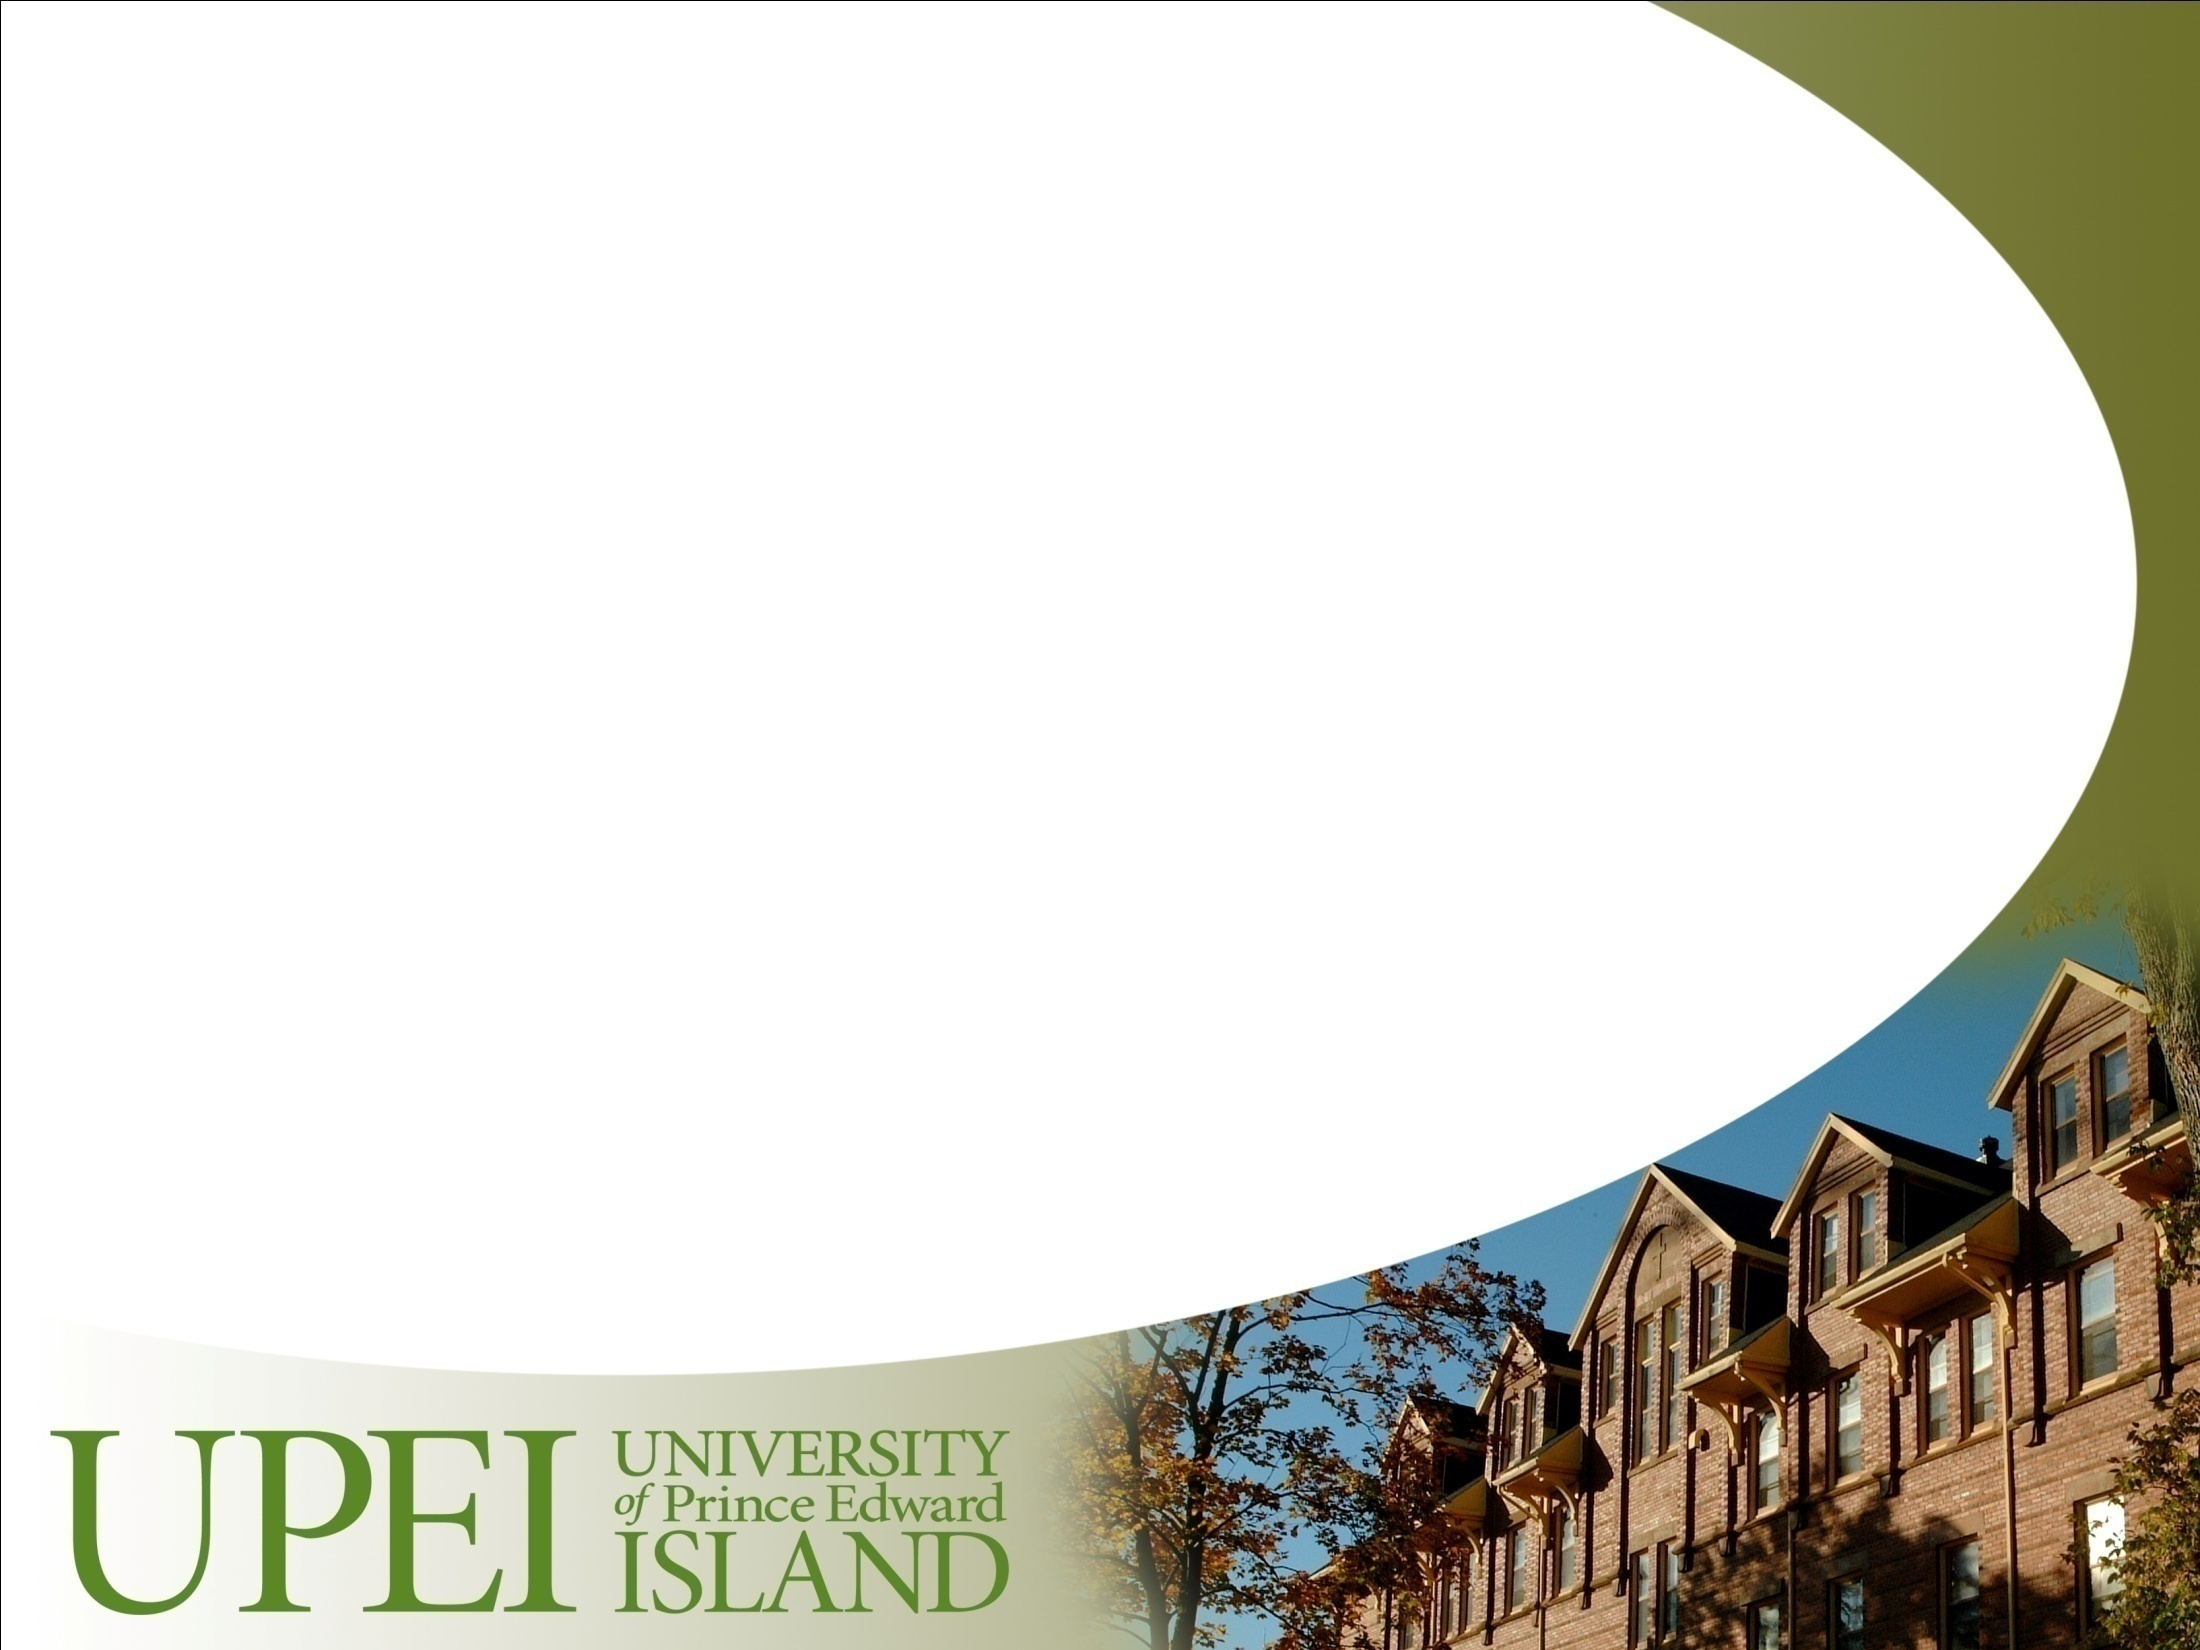 UPEI
UNIVERSITY
of Prince Edward
ISLAND